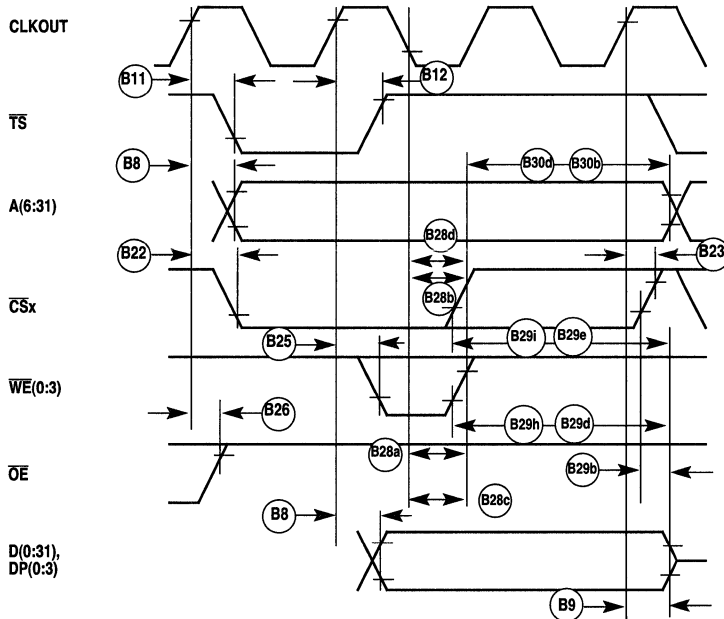 CLKOUT
B11
B12
TS
B8
B30d
B30b
A(6:31)
B28d
B22
B23
B28b
CSx
B25
B29i
B29e
WE(0:3)
B26
B29h
B29d
B28a
B29b
OE
B28c
B8
D(0:31),
DP(0:3)
B9